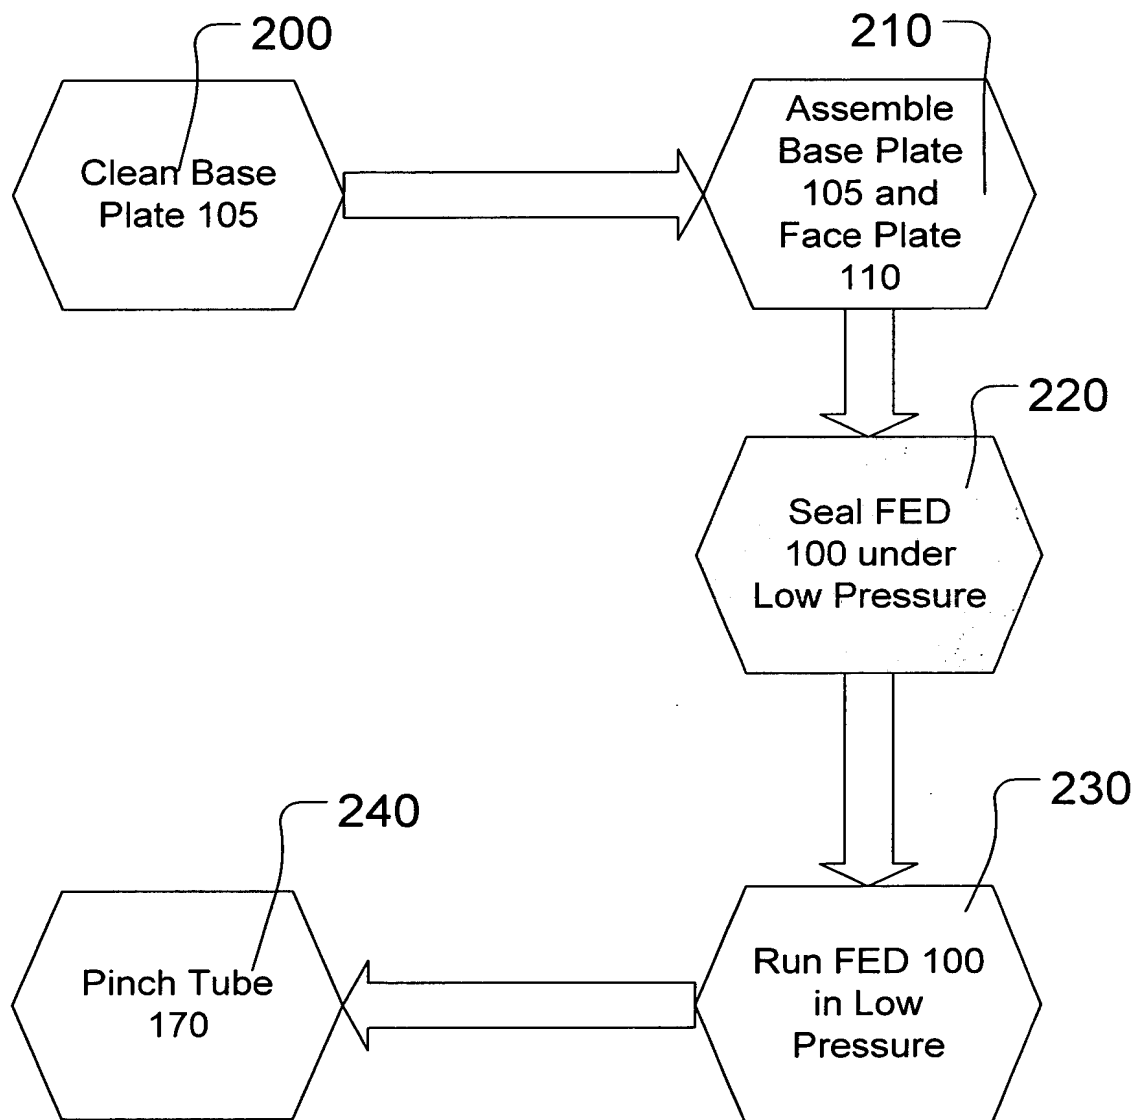 200
Clean Base
Plate 105
210
Assemble
Base Plate
105 and
Face Plate
110
220
Seal FED
100 under
Low Pressure
230
Run FED 100
in Low
Pressure
240
Pinch Tube
170